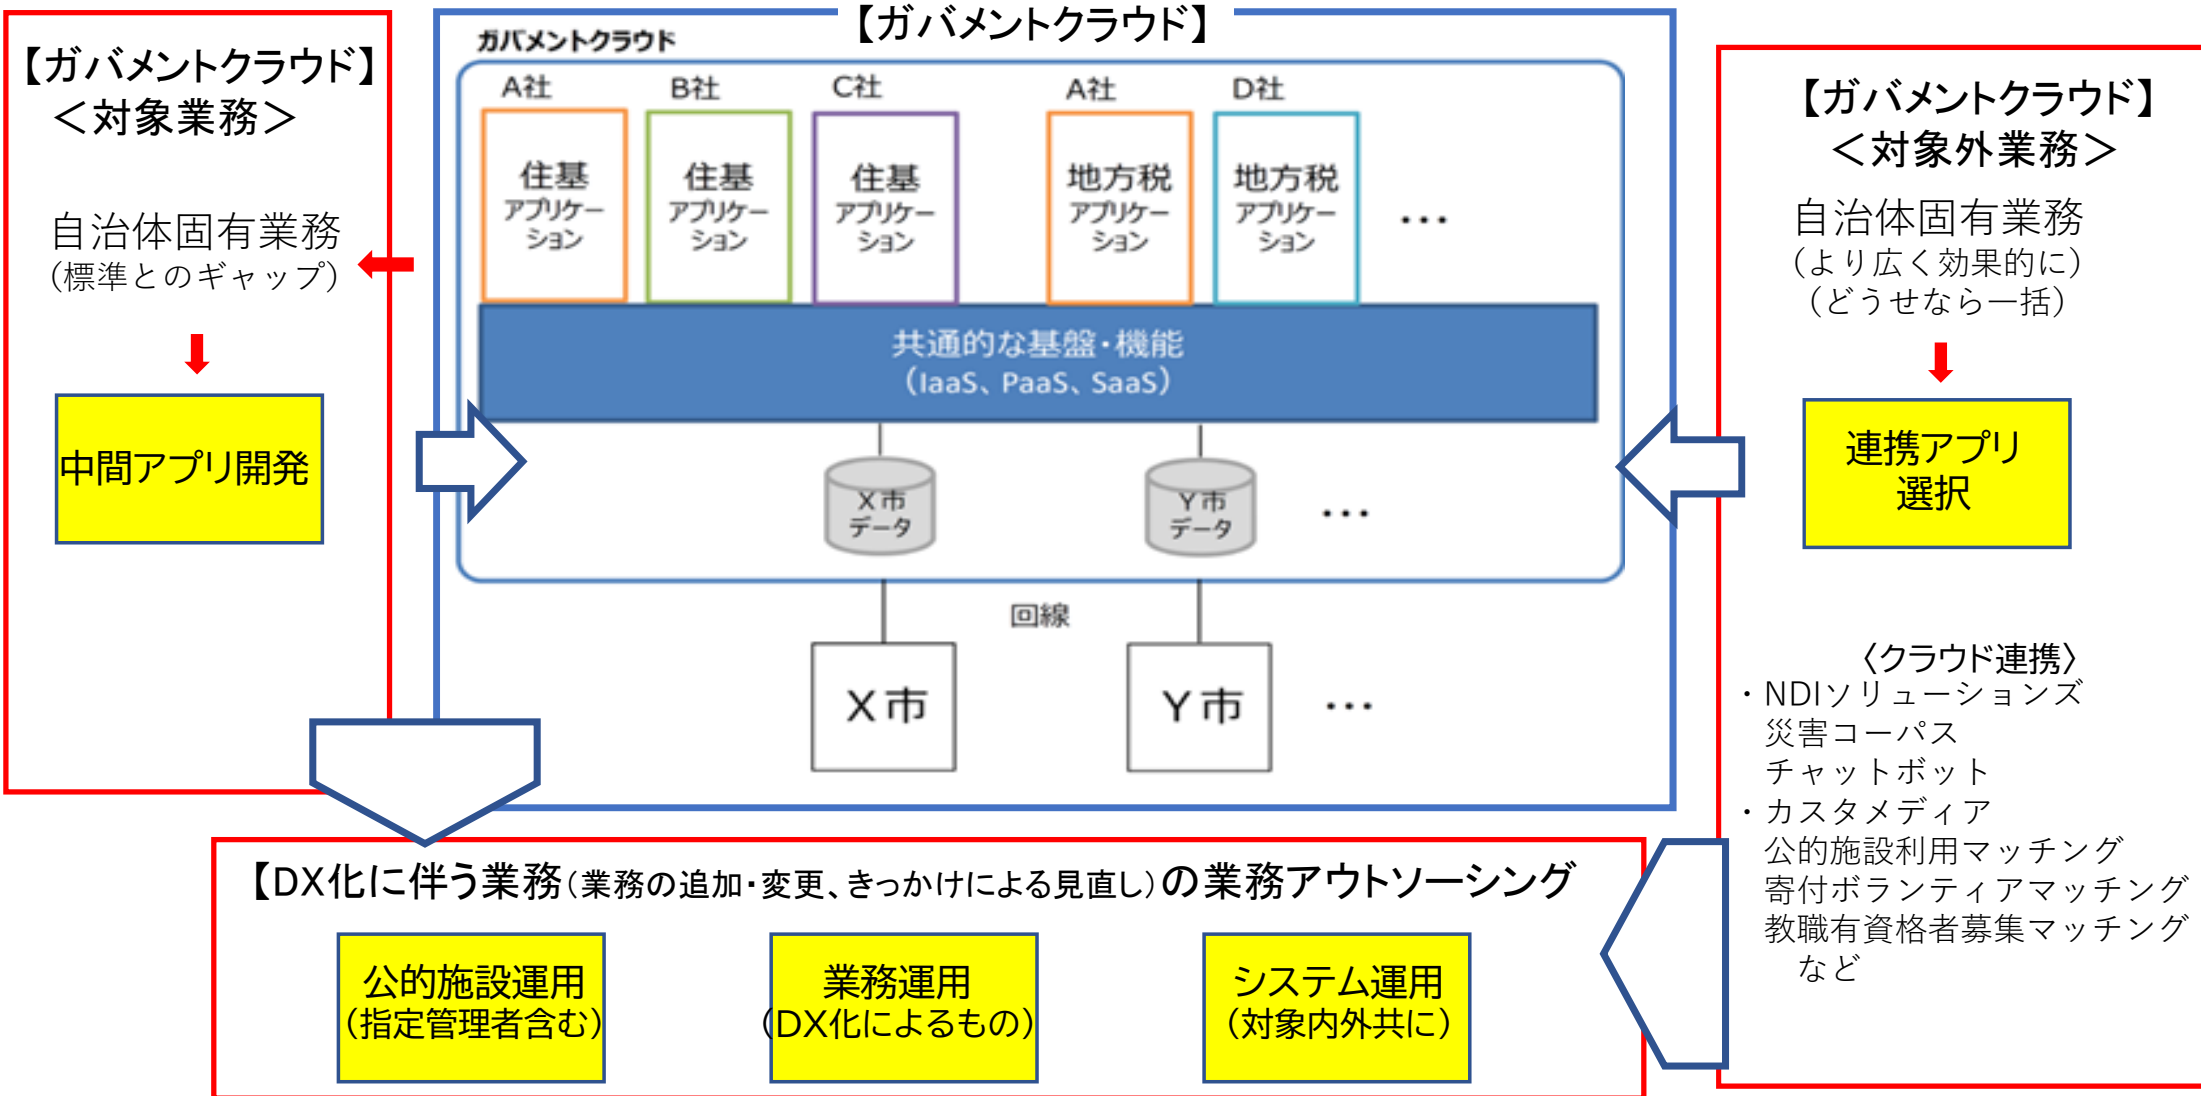 【ガバメントクラウド】
＜対象業務＞
自治体固有業務
（標準とのギャップ）
中間アプリ開発
【ガバメントクラウド】
ガバメントクラウド
A社
B社
C社
A社
D社
住基
アプリケー
ション
住基
アプリケー
ション
住基
アプリケー
ション
地方税
アプリケー
ション
地方税
アプリケー
ション
…
共通的な基盤・機能
（IaaS、PaaS、SaaS）
X市
データ
Y市
データ
…
回線
X市
Y市
…
【ガバメントクラウド】
＜対象外業務＞
自治体固有業務
（より広く効果的に）
（どうせなら一括）
連携アプリ
選択
〈クラウド連携〉
・NDIソリューションズ
災害コーパス
チャットボット
・カスタメディア
公的施設利用マッチング
寄付ボランティアマッチング
教職有資格者募集マッチング
など
【DX化に伴う業務（業務の追加・変更、きっかけによる見直し）の業務アウトソーシング
公的施設運用
（指定管理者含む）
業務運用
（DX化によるもの）
システム運用
（対象内外共に）